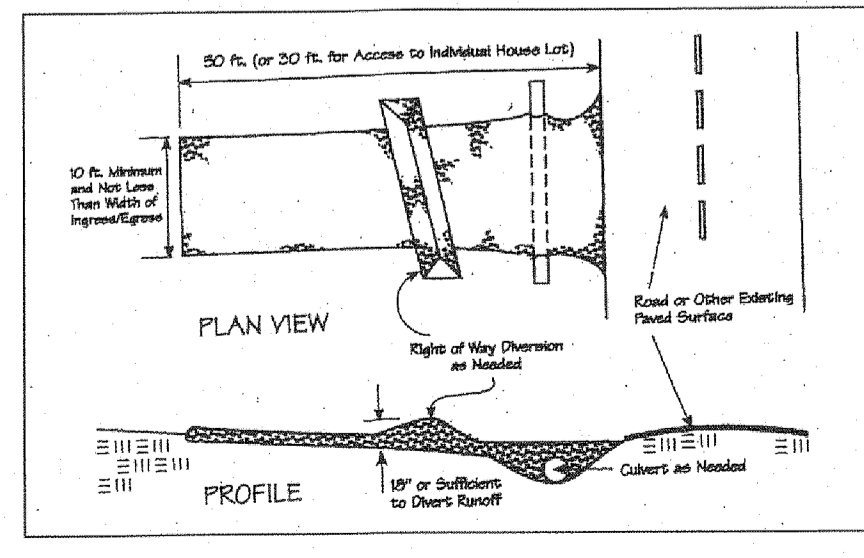 50 ft. (or 30 ft. for Access to Individual House Lot)
10 ft. Minimum
and Not Less
Than Width of
Ingress/Egress
PLAN VIEW
Right of Way Diversion
as Needed
Road or Other Existing
Paved Surface
Culvert as Needed
18" or Sufficient
to Divert Runoff
PROFILE